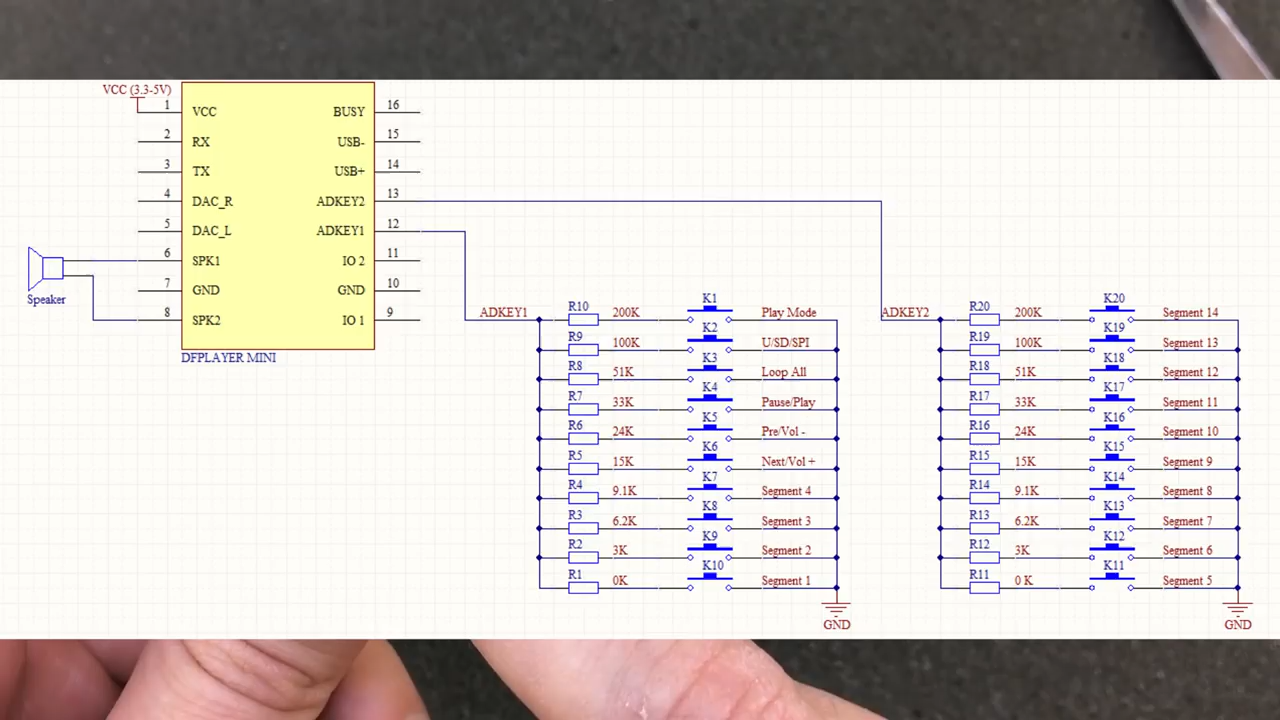 VCC (3.3-5V)
1 VCC BUSY 16
2 RX USB- 15
3 TX USB+ 14
4 DAC_R ADKEY2 13
5 DAC_L ADKEY1 12
6 SPK1 IO 2 11
7 GND GND 10
8 SPK2 IO 1 9
Speaker
DFPLAYER MINI
ADKEY1
R10 200K K1 Play Mode
R9 100K K2 U/SD/SPI
R8 51K K3 Loop All
R7 33K K4 Pause/Play
R6 24K K5 Pre/Vol -
R5 15K K6 Next/Vol +
R4 9.1K K7 Segment 4
R3 6.2K K8 Segment 3
R2 3K K9 Segment 2
R1 0K K10 Segment 1
GND
ADKEY2
R20 200K K20 Segment 14
R19 100K K19 Segment 13
R18 51K K18 Segment 12
R17 33K K17 Segment 11
R16 24K K16 Segment 10
R15 15K K15 Segment 9
R14 9.1K K14 Segment 8
R13 6.2K K13 Segment 7
R12 3K K12 Segment 6
R11 0 K K11 Segment 5
GND